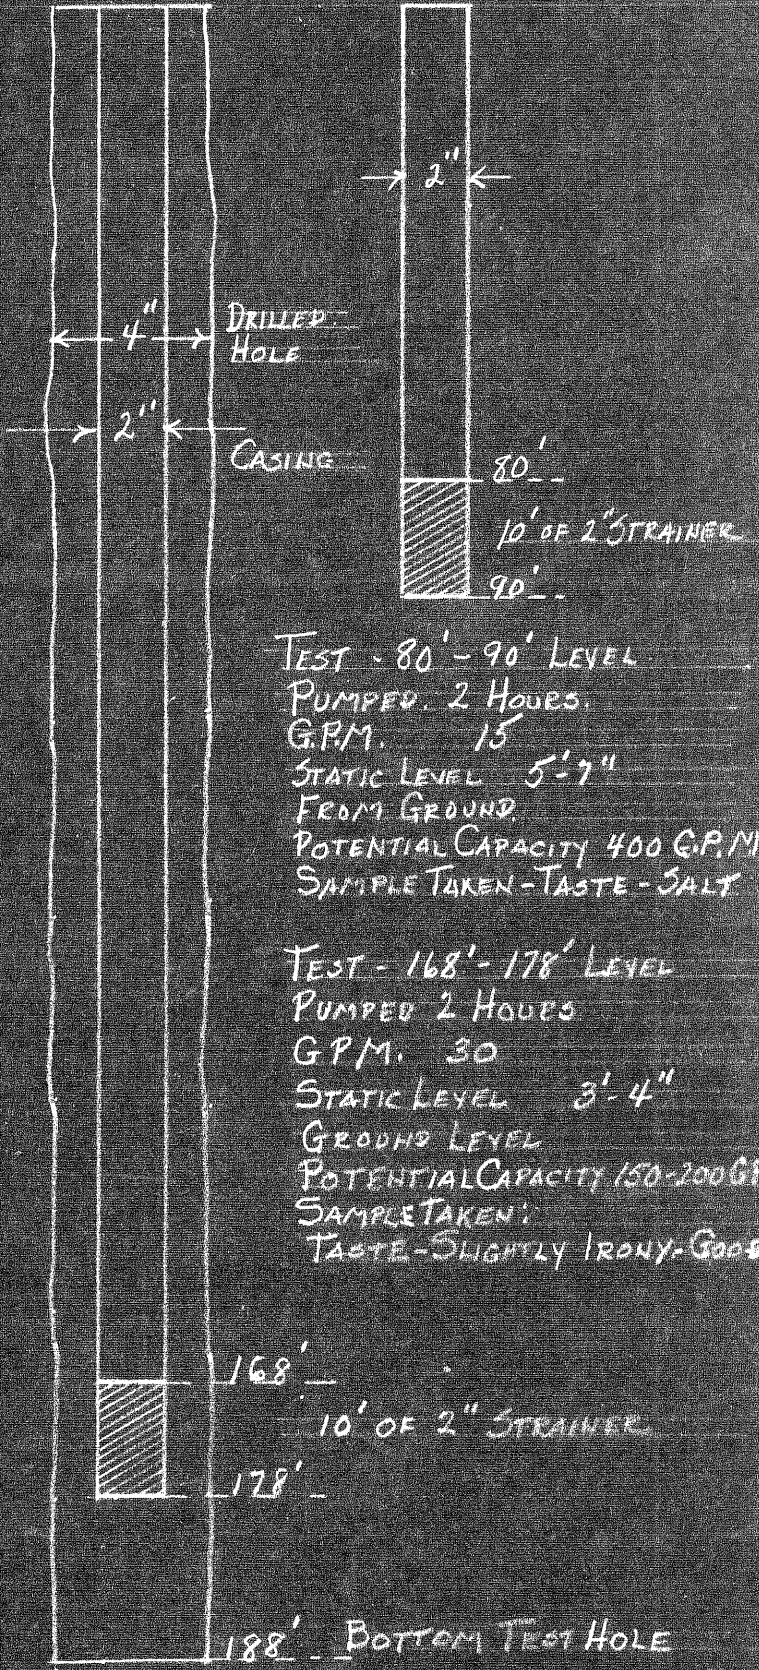 2"
4"
DRILLED
HOLE
2"
CASING
80'
10' OF 2" STRAINER
90'
TEST - 80'-90' LEVEL
PUMPED. 2 HOURS.
G.P.M. 15
STATIC LEVEL 5'-7"
FROM GROUND.
POTENTIAL CAPACITY 400 G.P.M
SAMPLE TAKEN-TASTE-SALT
TEST - 168'-178' LEVEL
PUMPED 2 HOURS
GPM. 30
STATIC LEVEL 3'-4"
GROUND LEVEL
POTENTIAL CAPACITY 150-200 GP
SAMPLE TAKEN:
TASTE-SLIGHTLY IRONY-GOOD
168'
10' OF 2" STRAINER
178'
188' BOTTOM TEST HOLE